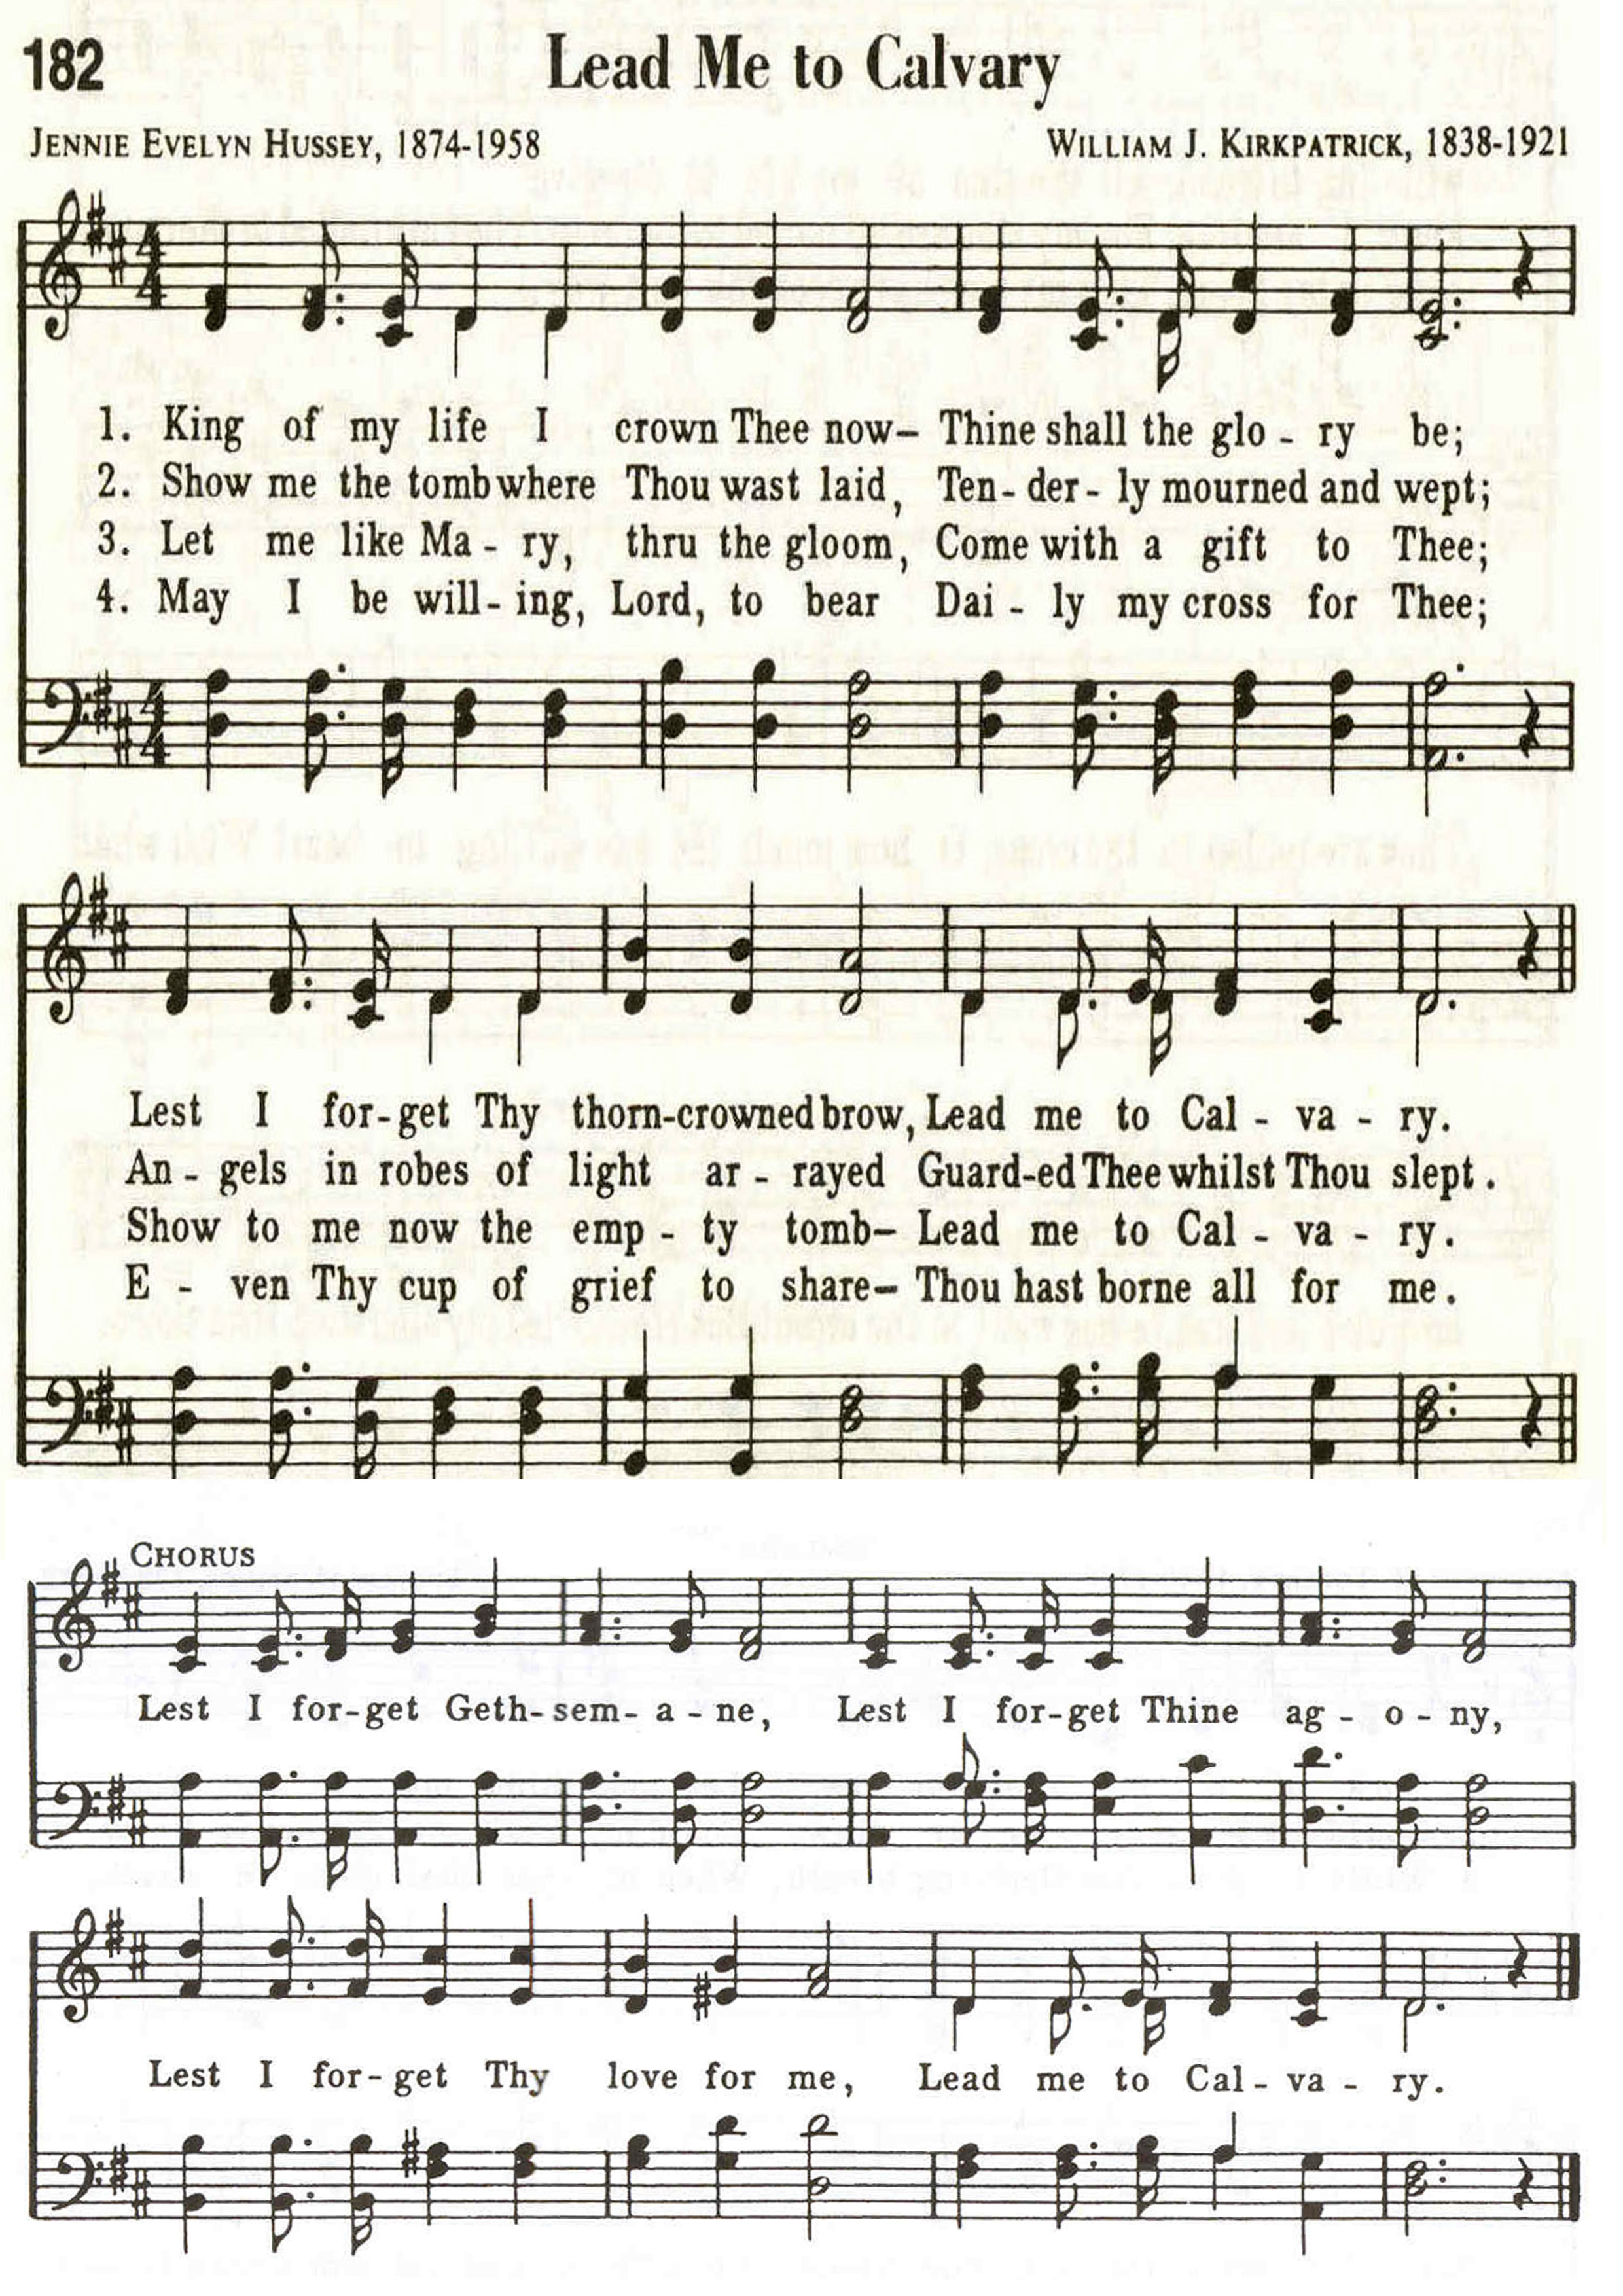 182 Lead Me to Calvary
JENNIE EVELYN HUSSEY, 1874-1958 WILLIAM J. KIRKPATRICK, 1838-1921
4
4
1. King of my life I crown Thee now– Thine shall the glo - ry be;
2. Show me the tomb where Thou wast laid, Ten- der - ly mourned and wept;
3. Let me like Ma - ry, thru the gloom, Come with a gift to Thee;
4. May I be will- ing, Lord, to bear Dai - ly my cross for Thee;
4
4
Lest I for-get Thy thorn-crowned brow, Lead me to Cal - va - ry.
An - gels in robes of light ar - rayed Guard-ed Thee whilst Thou slept.
Show to me now the emp - ty tomb– Lead me to Cal - va - ry.
E - ven Thy cup of grief to share– Thou hast borne all for me.
CHORUS
Lest I for-get Geth-sem- a - ne, Lest I for-get Thine ag - o - ny,
Lest I for- get Thy love for me, Lead me to Cal - va - ry.